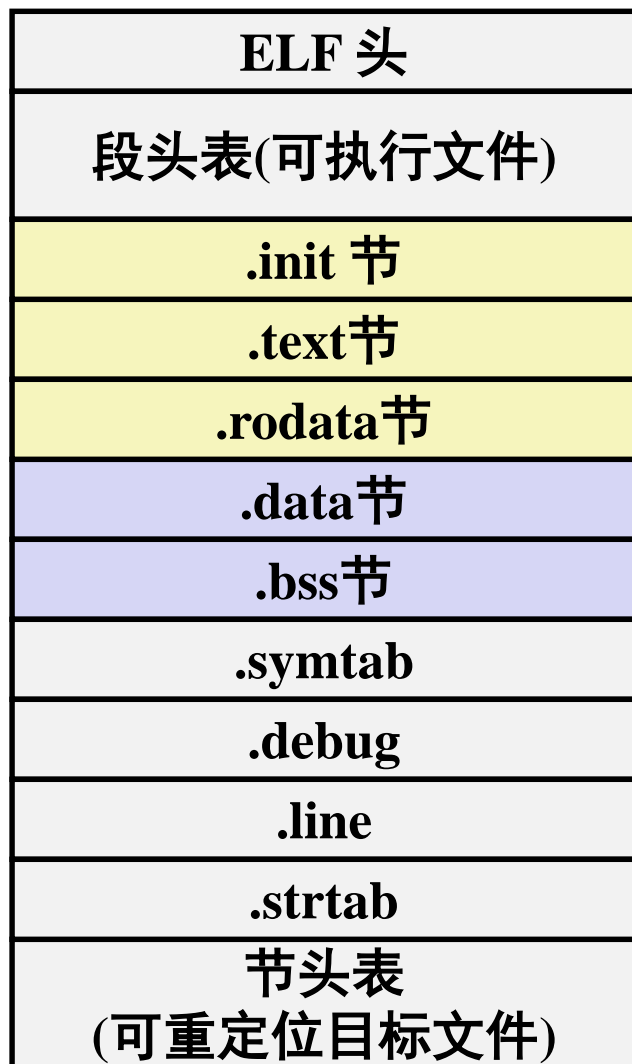 ELF 头
段头表(可执行文件)
.init 节
.text节
.rodata节
.data节
.bss节
.symtab
.debug
.line
.strtab
节头表
(可重定位目标文件)